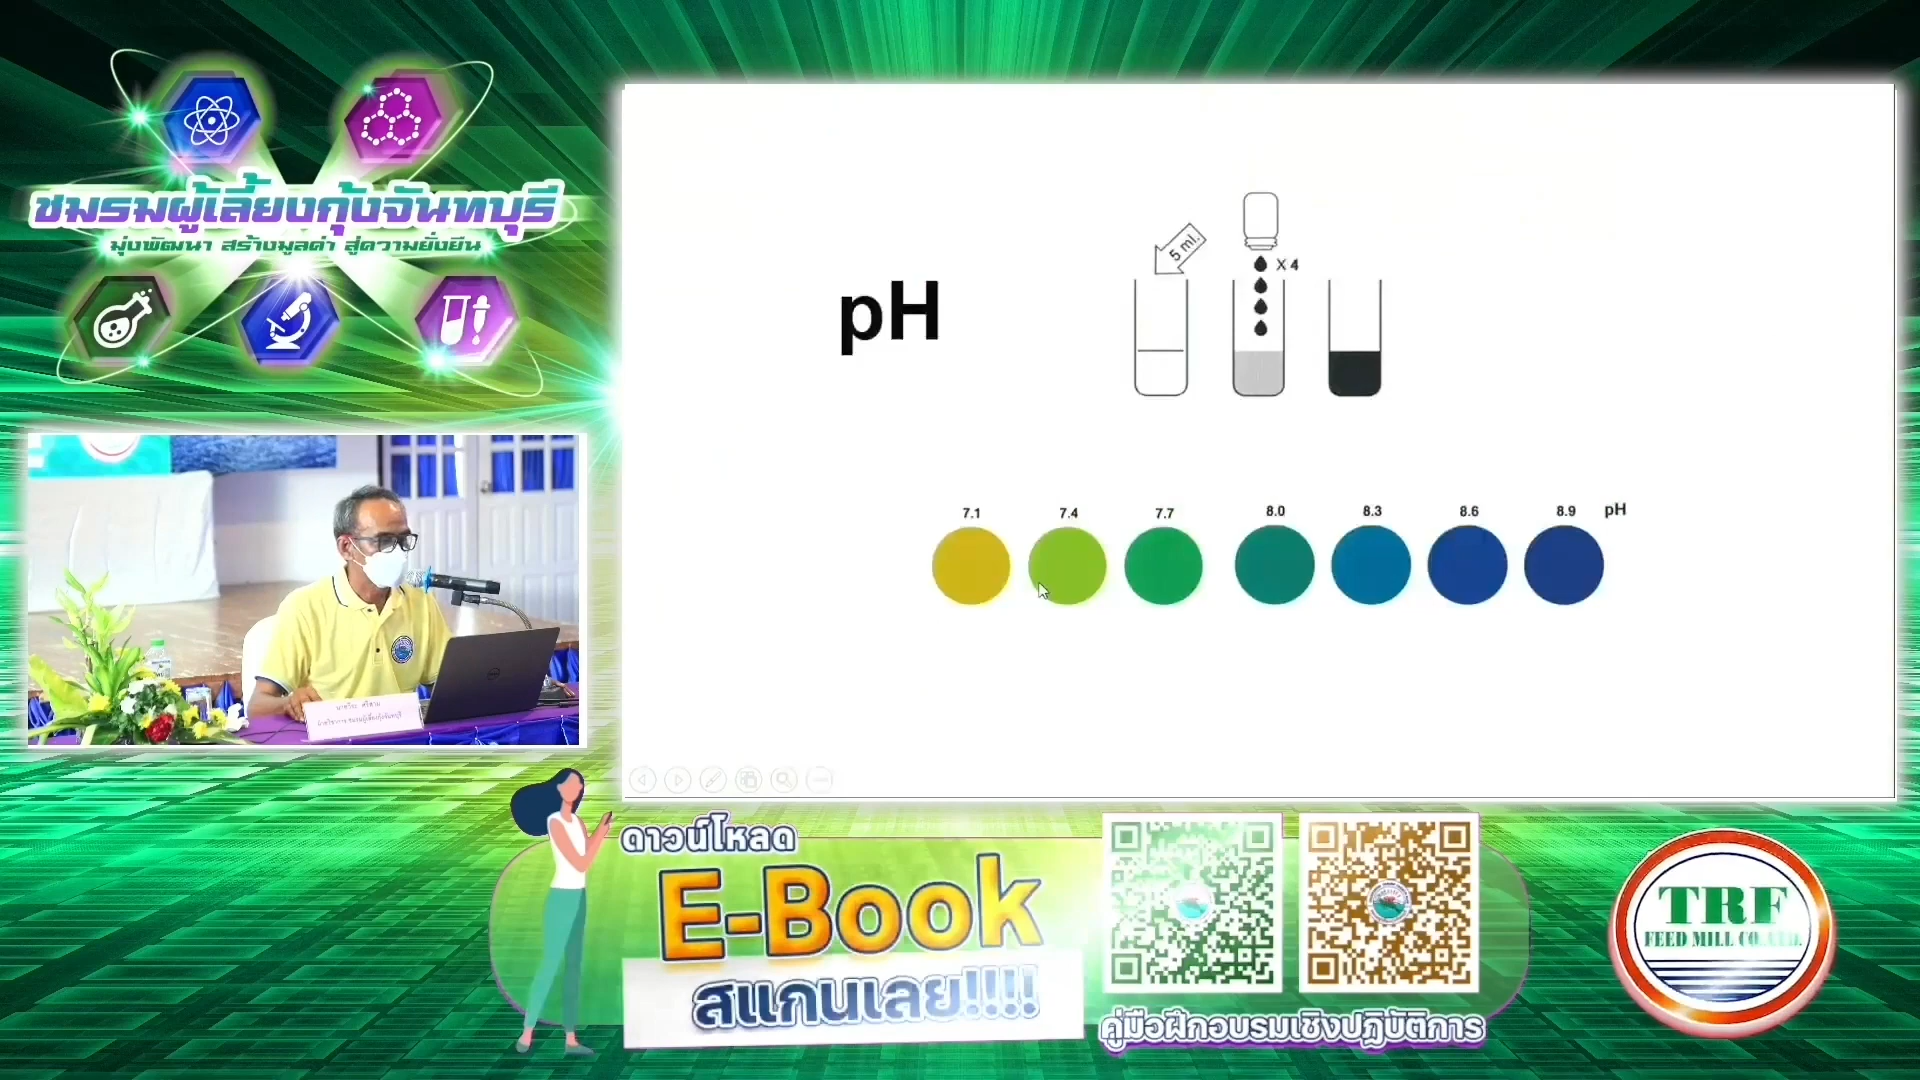 ชมรมผู้เลี้ยงกุ้งจันทบุรี
มุ่งพัฒนา สร้างมูลค่า สู่ความยั่งยืน
pH
5 ml.
X 4
7.1 7.4 7.7 8.0 8.3 8.6 8.9 pH
ดาวน์โหลด
E-Book
สแกนเลย!!!!
คู่มือฝึกอบรมเชิงปฏิบัติการ
TRF
FEED MILL CO.,LTD.